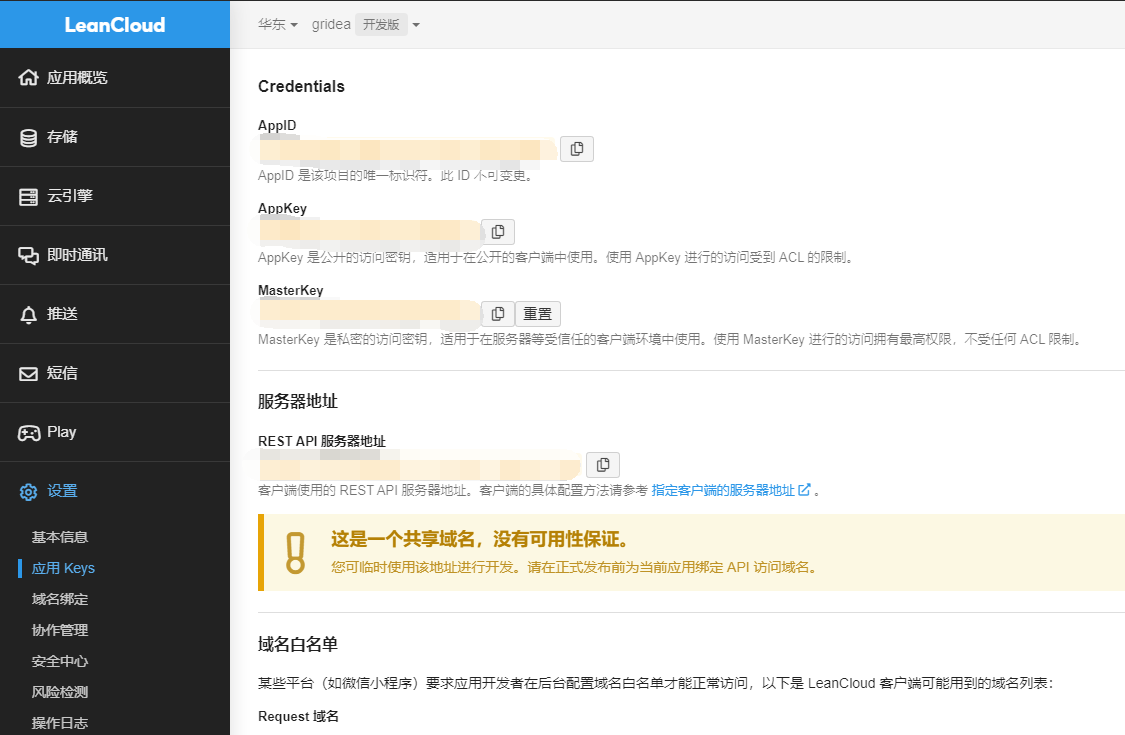 LeanCloud
华东 gridea 开发版
应用概览
存储
云引擎
即时通讯
推送
短信
Play
设置
基本信息
应用 Keys
域名绑定
协作管理
安全中心
风险检测
操作日志
Credentials
AppID
AppID 是该项目的唯一标识符。此 ID 不可变更。
AppKey
AppKey 是公开的访问密钥，适用于在公开的客户端中使用。使用 AppKey 进行的访问受到 ACL 的限制。
MasterKey
重置
MasterKey 是私密的访问密钥，适用于在服务器等受信任的客户端环境中使用。使用 MasterKey 进行的访问拥有最高权限，不受任何 ACL 限制。
服务器地址
REST API 服务器地址
客户端使用的 REST API 服务器地址。客户端的具体配置方法请参考 指定客户端的服务器地址 。
这是一个共享域名，没有可用性保证。
您可临时使用该地址进行开发。请在正式发布前为当前应用绑定 API 访问域名。
域名白名单
某些平台（如微信小程序）要求应用开发者在后台配置域名白名单才能正常访问，以下是 LeanCloud 客户端可能用到的域名列表：
Request 域名